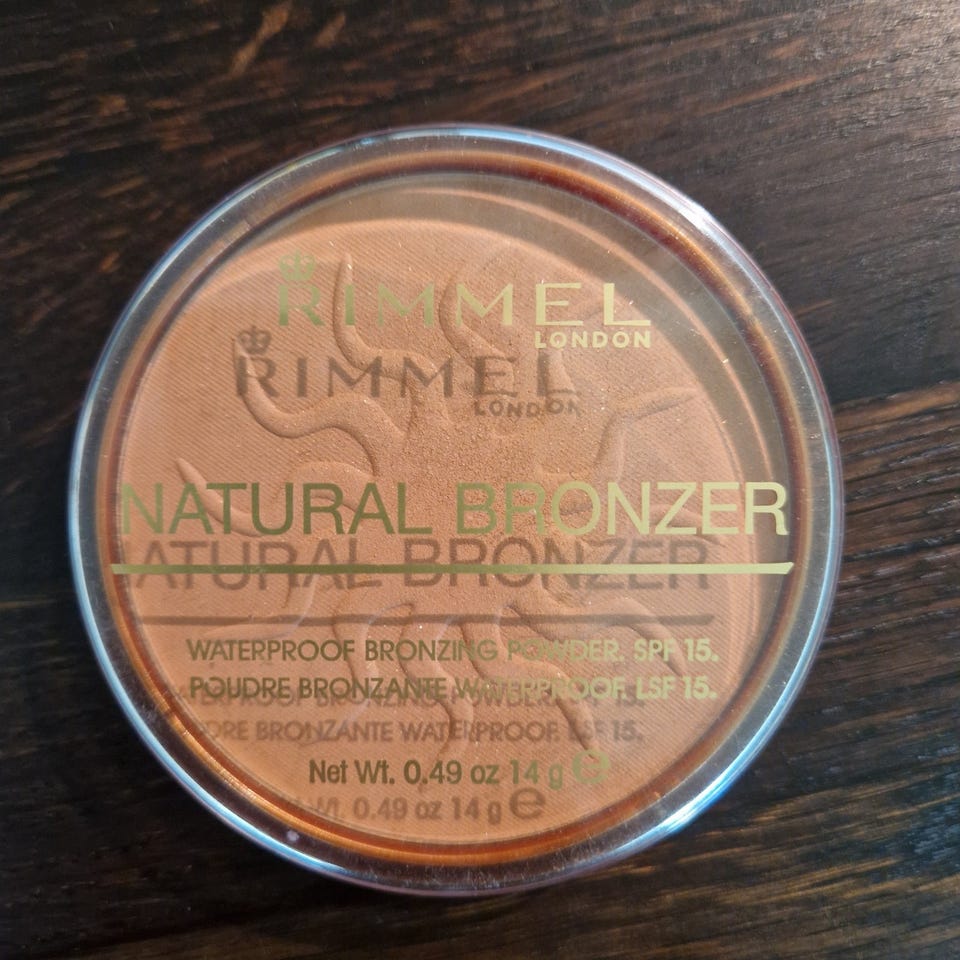 RIMMEL
LONDON
NATURAL BRONZER
WATERPROOF BRONZING POWDER. SPF 15.
POUDRE BRONZANTE WATERPROOF. LSF 15.
Net Wt. 0.49 oz 14 g ℮